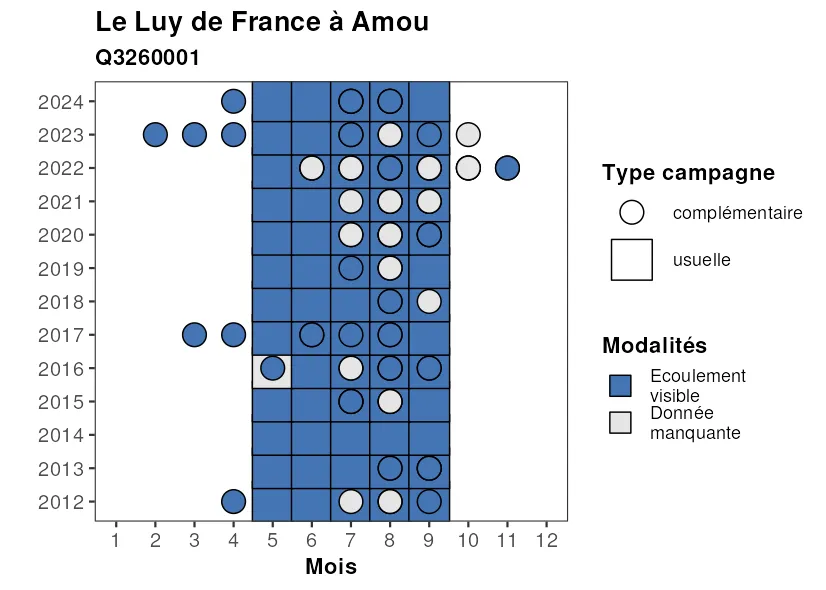 Le Luy de France à Amou
Q3260001
2024
2023
2022
2021
2020
2019
2018
2017
2016
2015
2014
2013
2012
1 2 3 4 5 6 7 8 9 10 11 12
Mois
Type campagne
complémentaire
usuelle
Modalités
Ecoulement
visible
Donnée
manquante